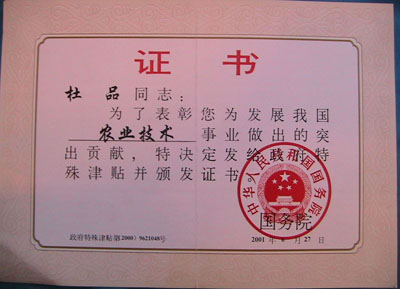 证书
杜品同志：
为了表彰您为发展我国
农业技术事业做出的突
出贡献，特决定发给政府特
殊津贴并颁发证书
中华人民共和国国务院
国务院
政府特殊津贴第2000）9621048号
2001年 月27日